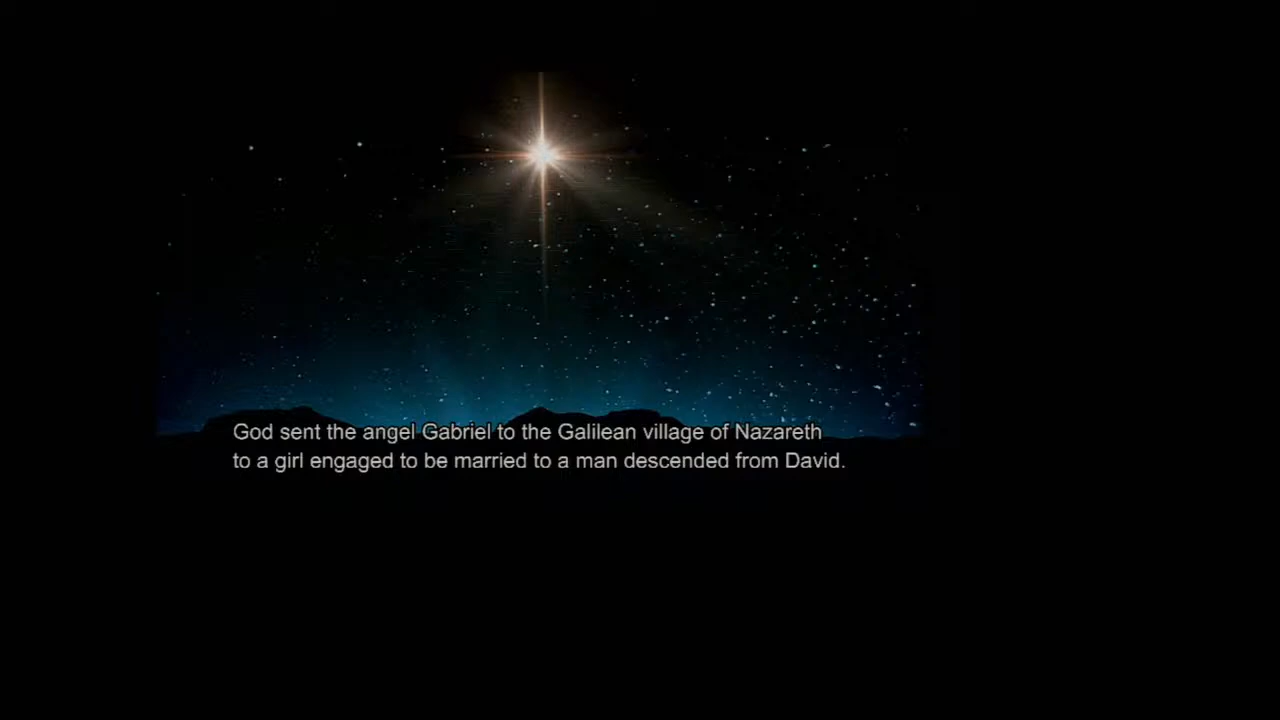 God sent the angel Gabriel to the Galilean village of Nazareth
to a girl engaged to be married to a man descended from David.